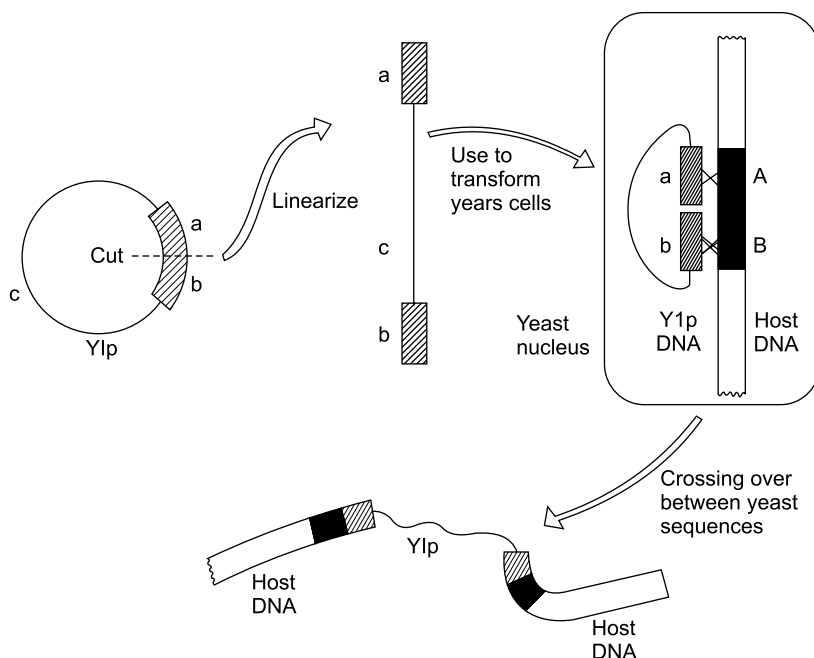 a
Cut
b
c
YIp
Linearize
a
c
b
Use to
transform
years cells
a
A
b
B
Yeast
nucleus
Y1p
DNA
Host
DNA
Crossing over
between yeast
sequences
YIp
Host
DNA
Host
DNA